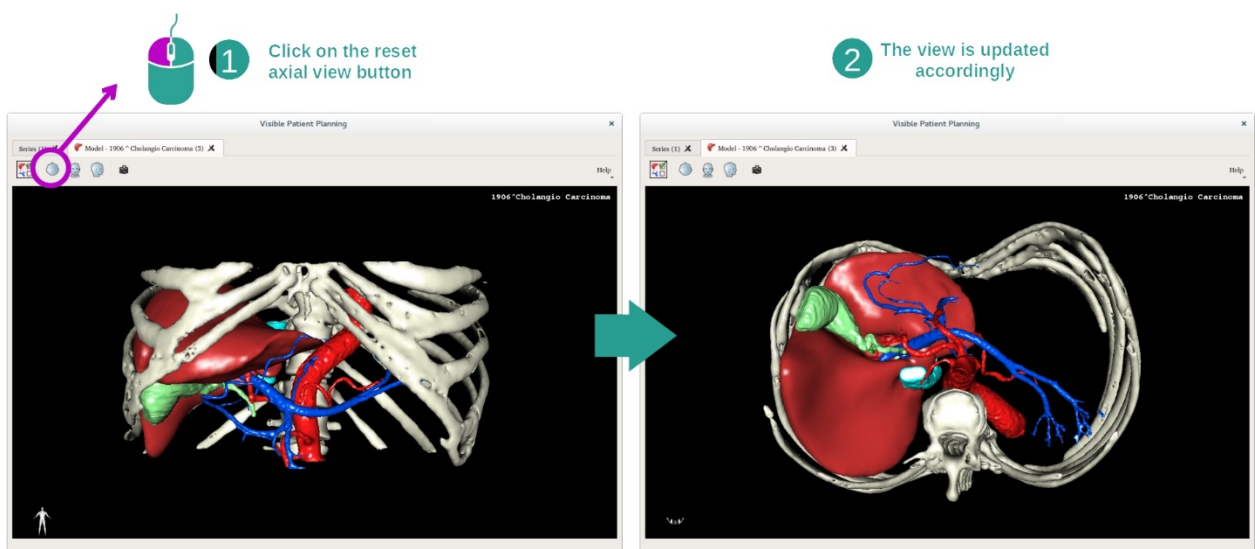 1
Click on the reset
axial view button
2
The view is updated
accordingly
Visible Patient Planning
Model - 1906 ^ Cholangio Carcinoma (3)
Help
1906^Cholangio Carcinoma
Visible Patient Planning
Series (1)
Model - 1906 ^ Cholangio Carcinoma (3)
Help
1906^Cholangio Carcinoma